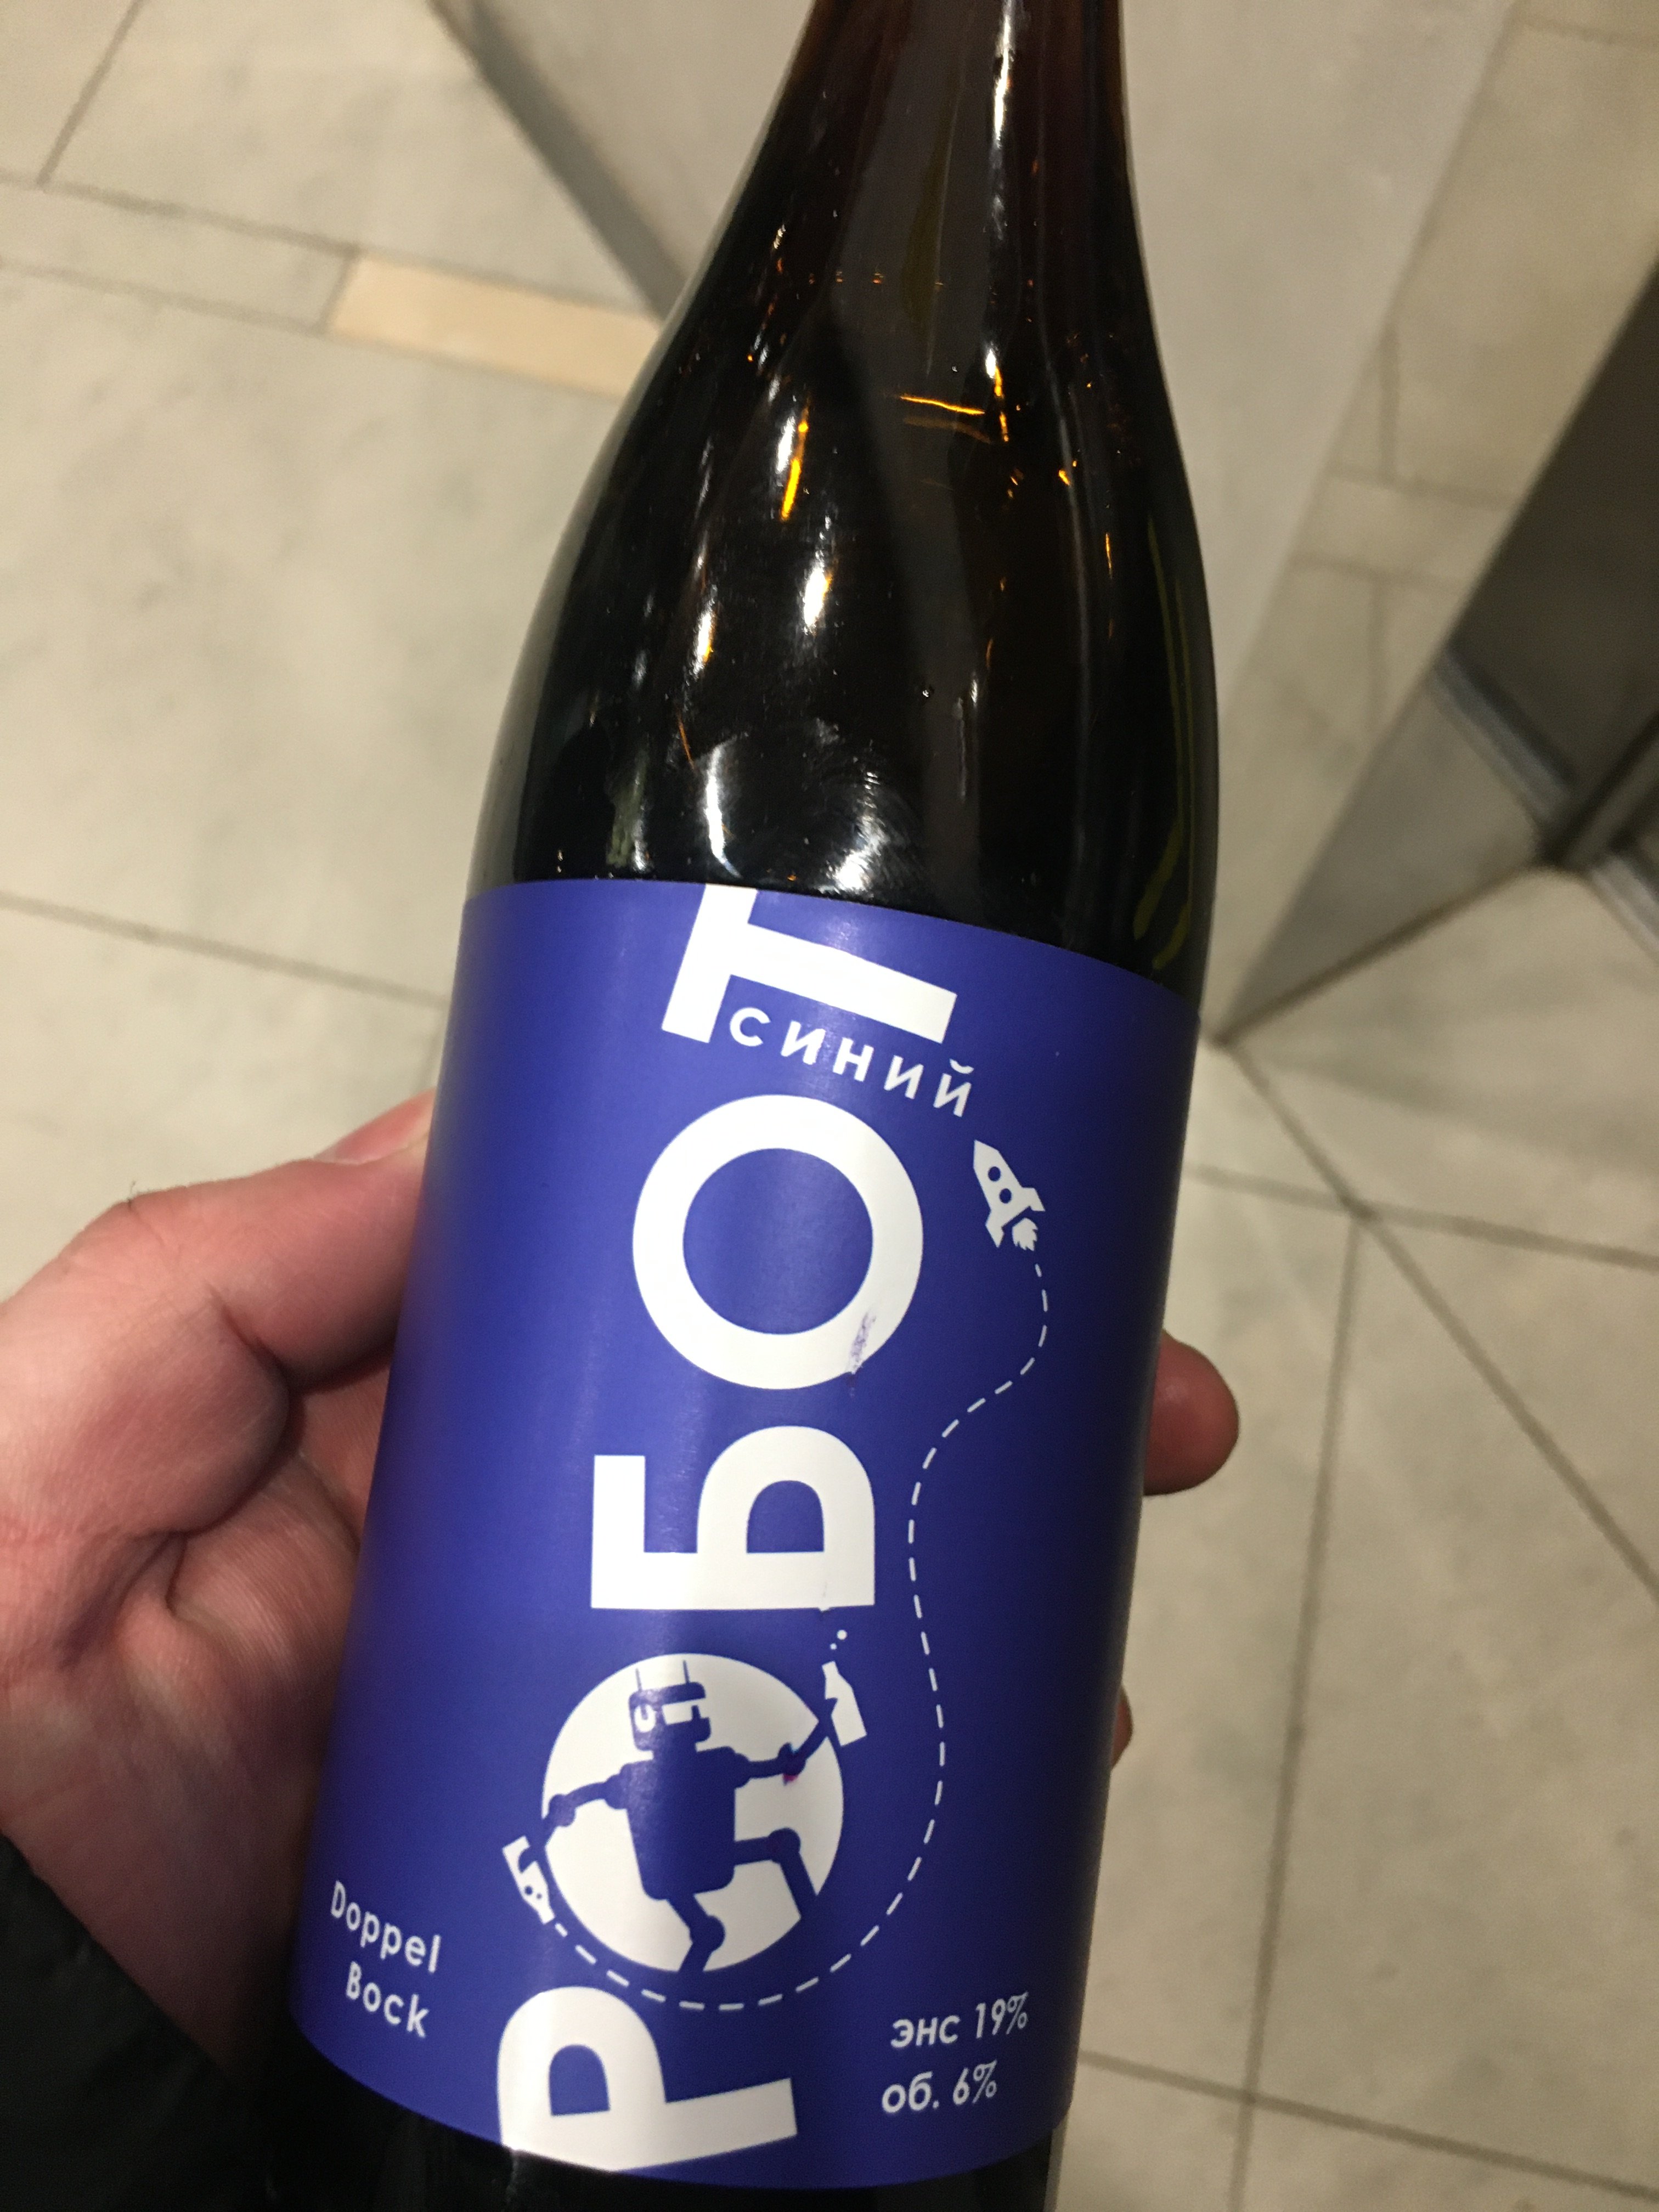 РОБОТ
синий
Doppel
Bock
энс 19%
об. 6%